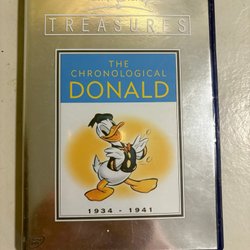 TREASURES
THE
CHRONOLOGICAL
DONALD
1934 - 1941